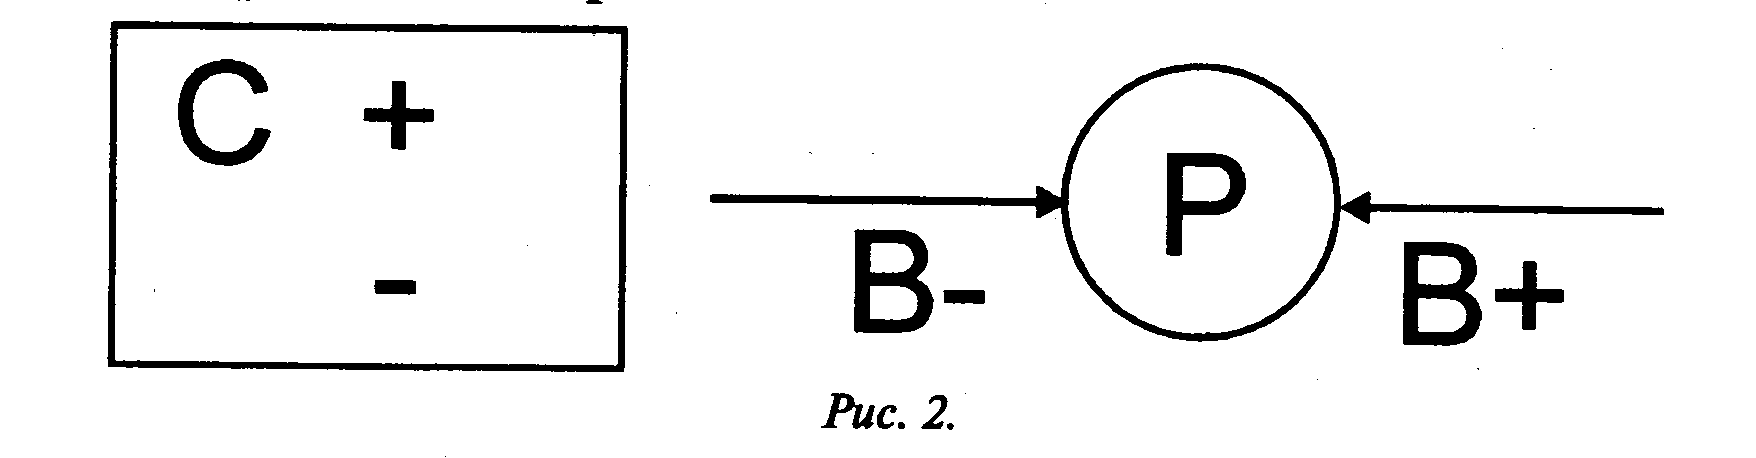 С +
-
Р
В-
В+
Рис. 2.